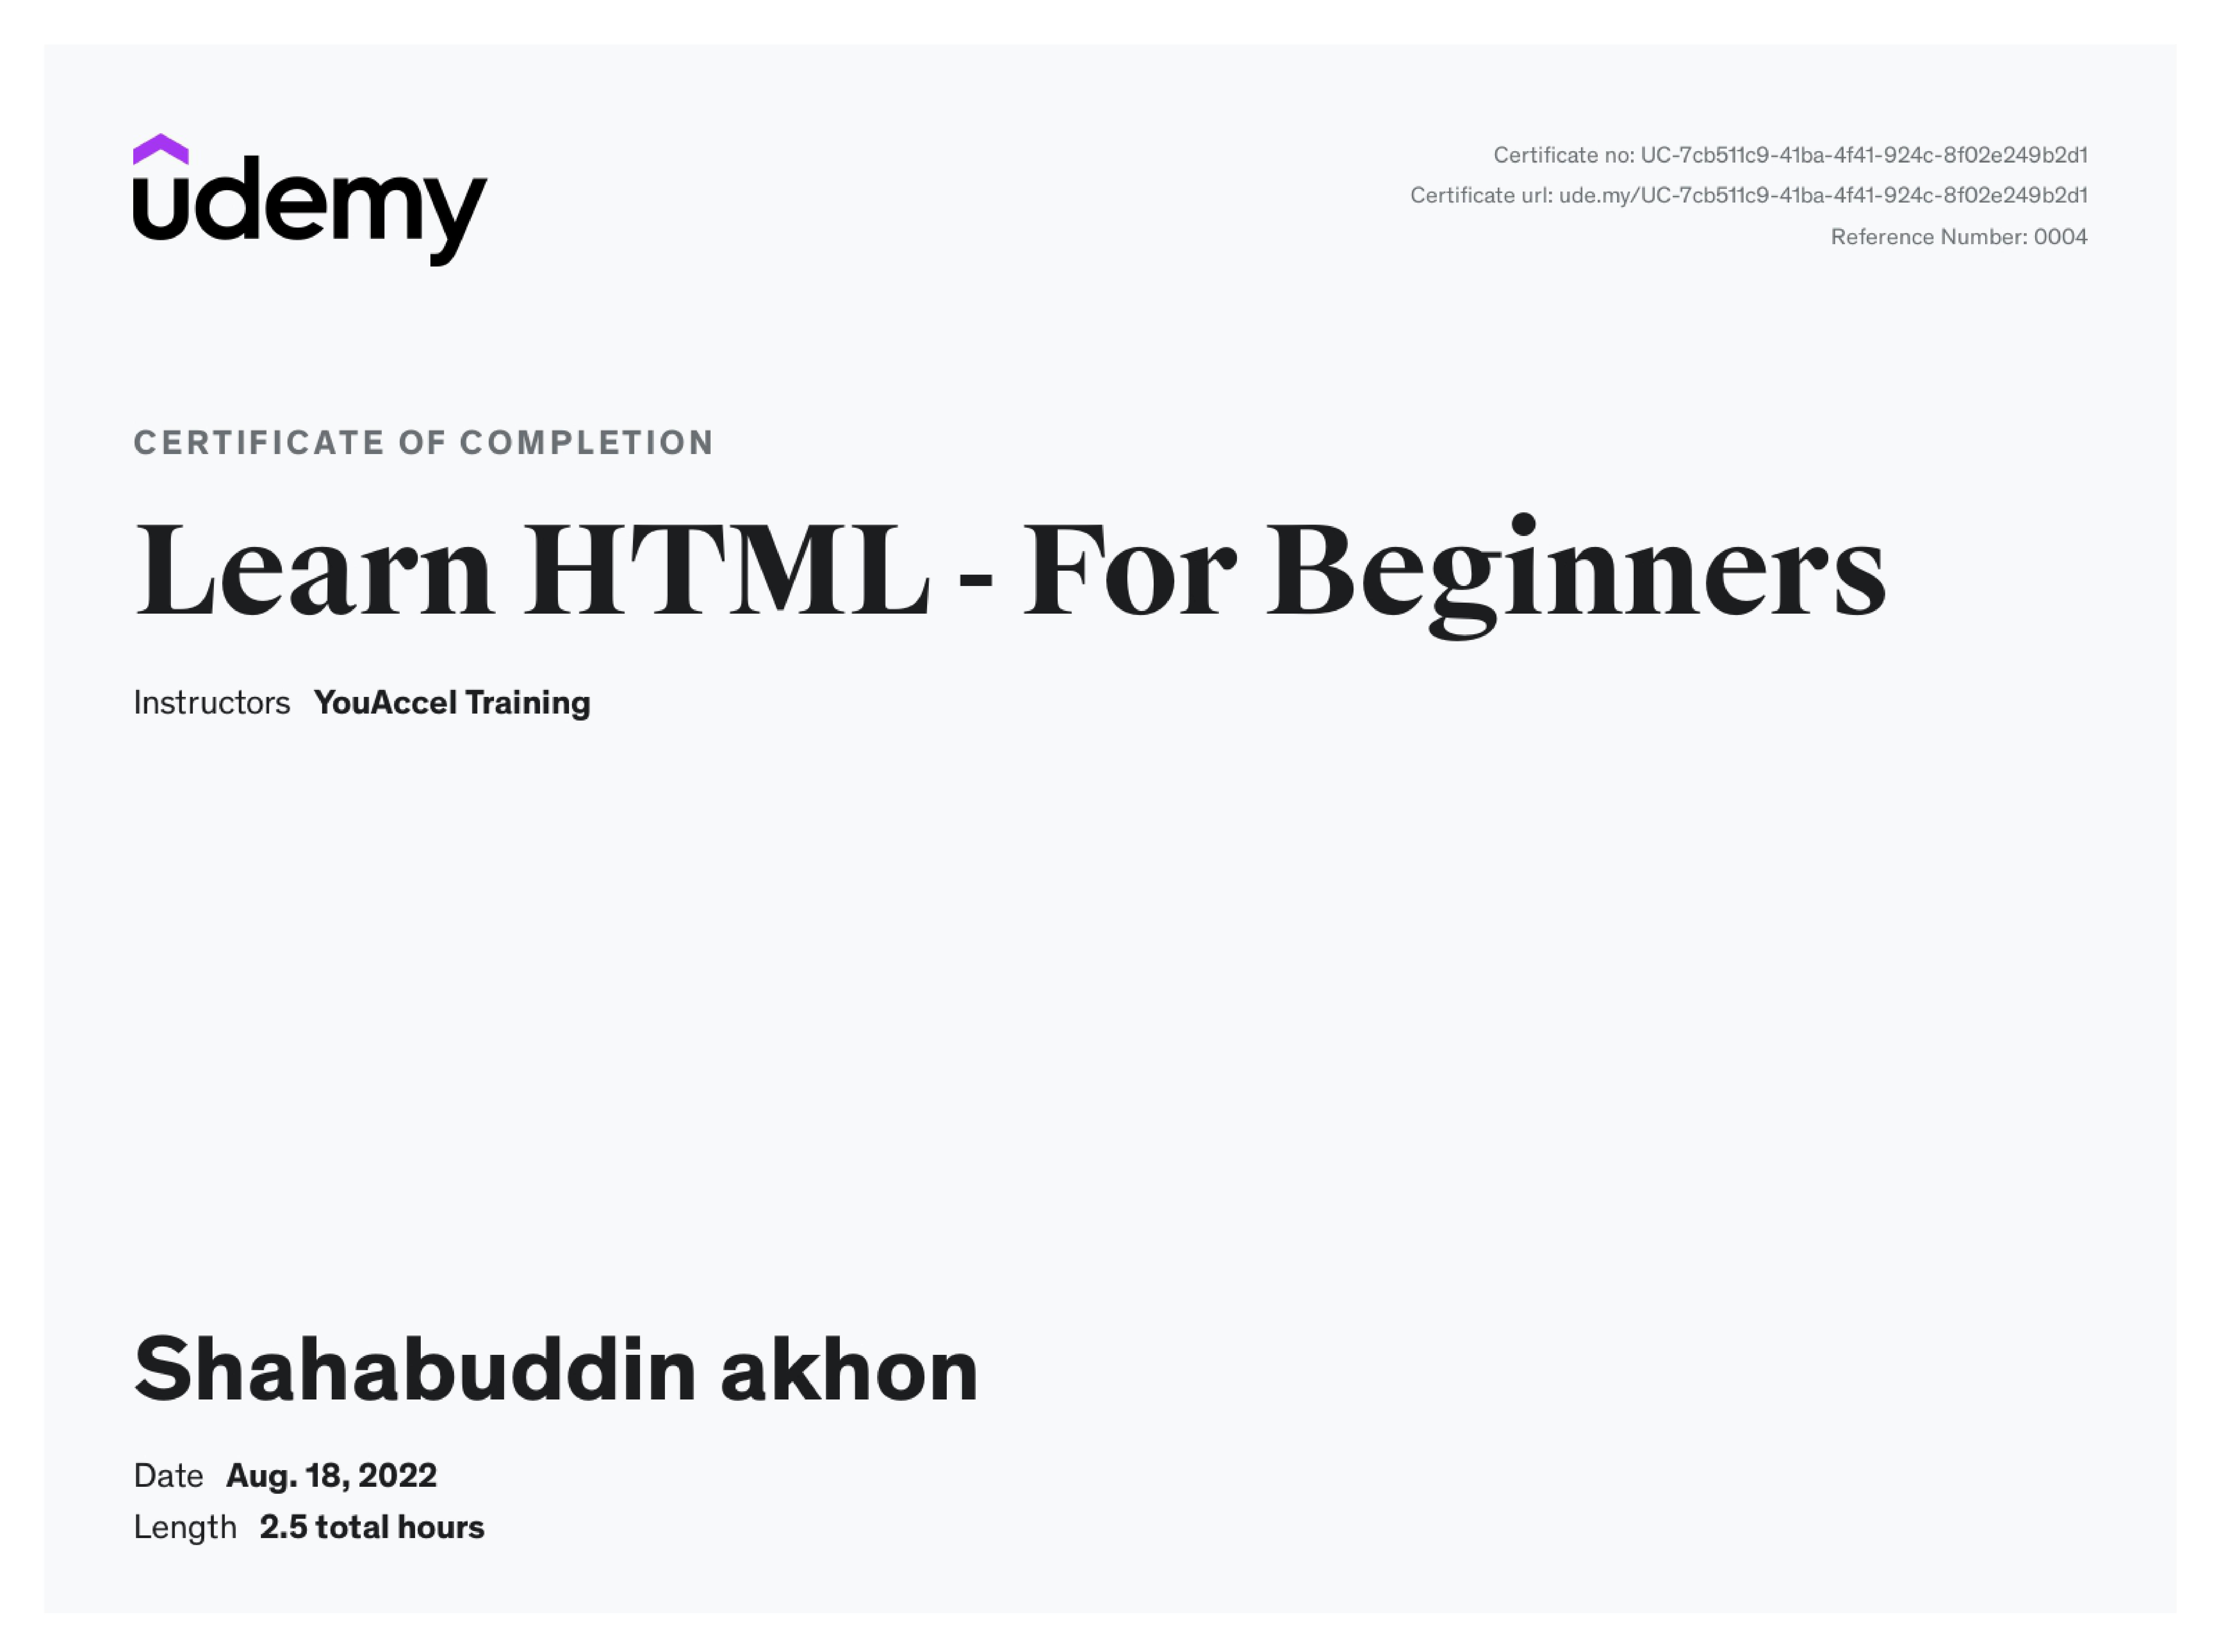 udemy
Certificate no: UC-7cb511c9-41ba-4f41-924c-8f02e249b2d1
Certificate url: ude.my/UC-7cb511c9-41ba-4f41-924c-8f02e249b2d1
Reference Number: 0004
CERTIFICATE OF COMPLETION
Learn HTML - For Beginners
Instructors YouAccel Training
Shahabuddin akhon
Date Aug. 18, 2022
Length 2.5 total hours